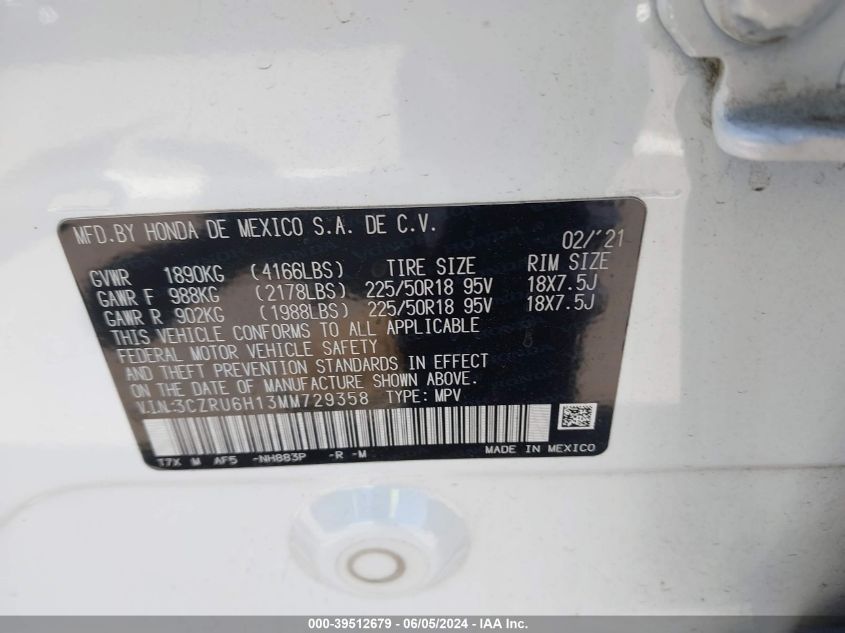 MFD.BY HONDA DE MEXICO S.A. DE C.V.
02/'21
GVWR 1890KG (4166LBS) TIRE SIZE RIM SIZE
GAWR F 988KG (2178LBS) 225/50R18 95V 18X7.5J
GAWR R 902KG (1988LBS) 225/50R18 95V 18X7.5J
THIS VEHICLE CONFORMS TO ALL APPLICABLE
FEDERAL MOTOR VEHICLE SAFETY
AND THEFT PREVENTION STANDARDS IN EFFECT
ON THE DATE OF MANUFACTURE SHOWN ABOVE.
V.I.N:3CZRU6H13MM729358 TYPE: MPV
MADE IN MEXICO
T7X M AF5 -NH883P -R -M
000-39512679 | 06/05/2024 | IAA Inc.